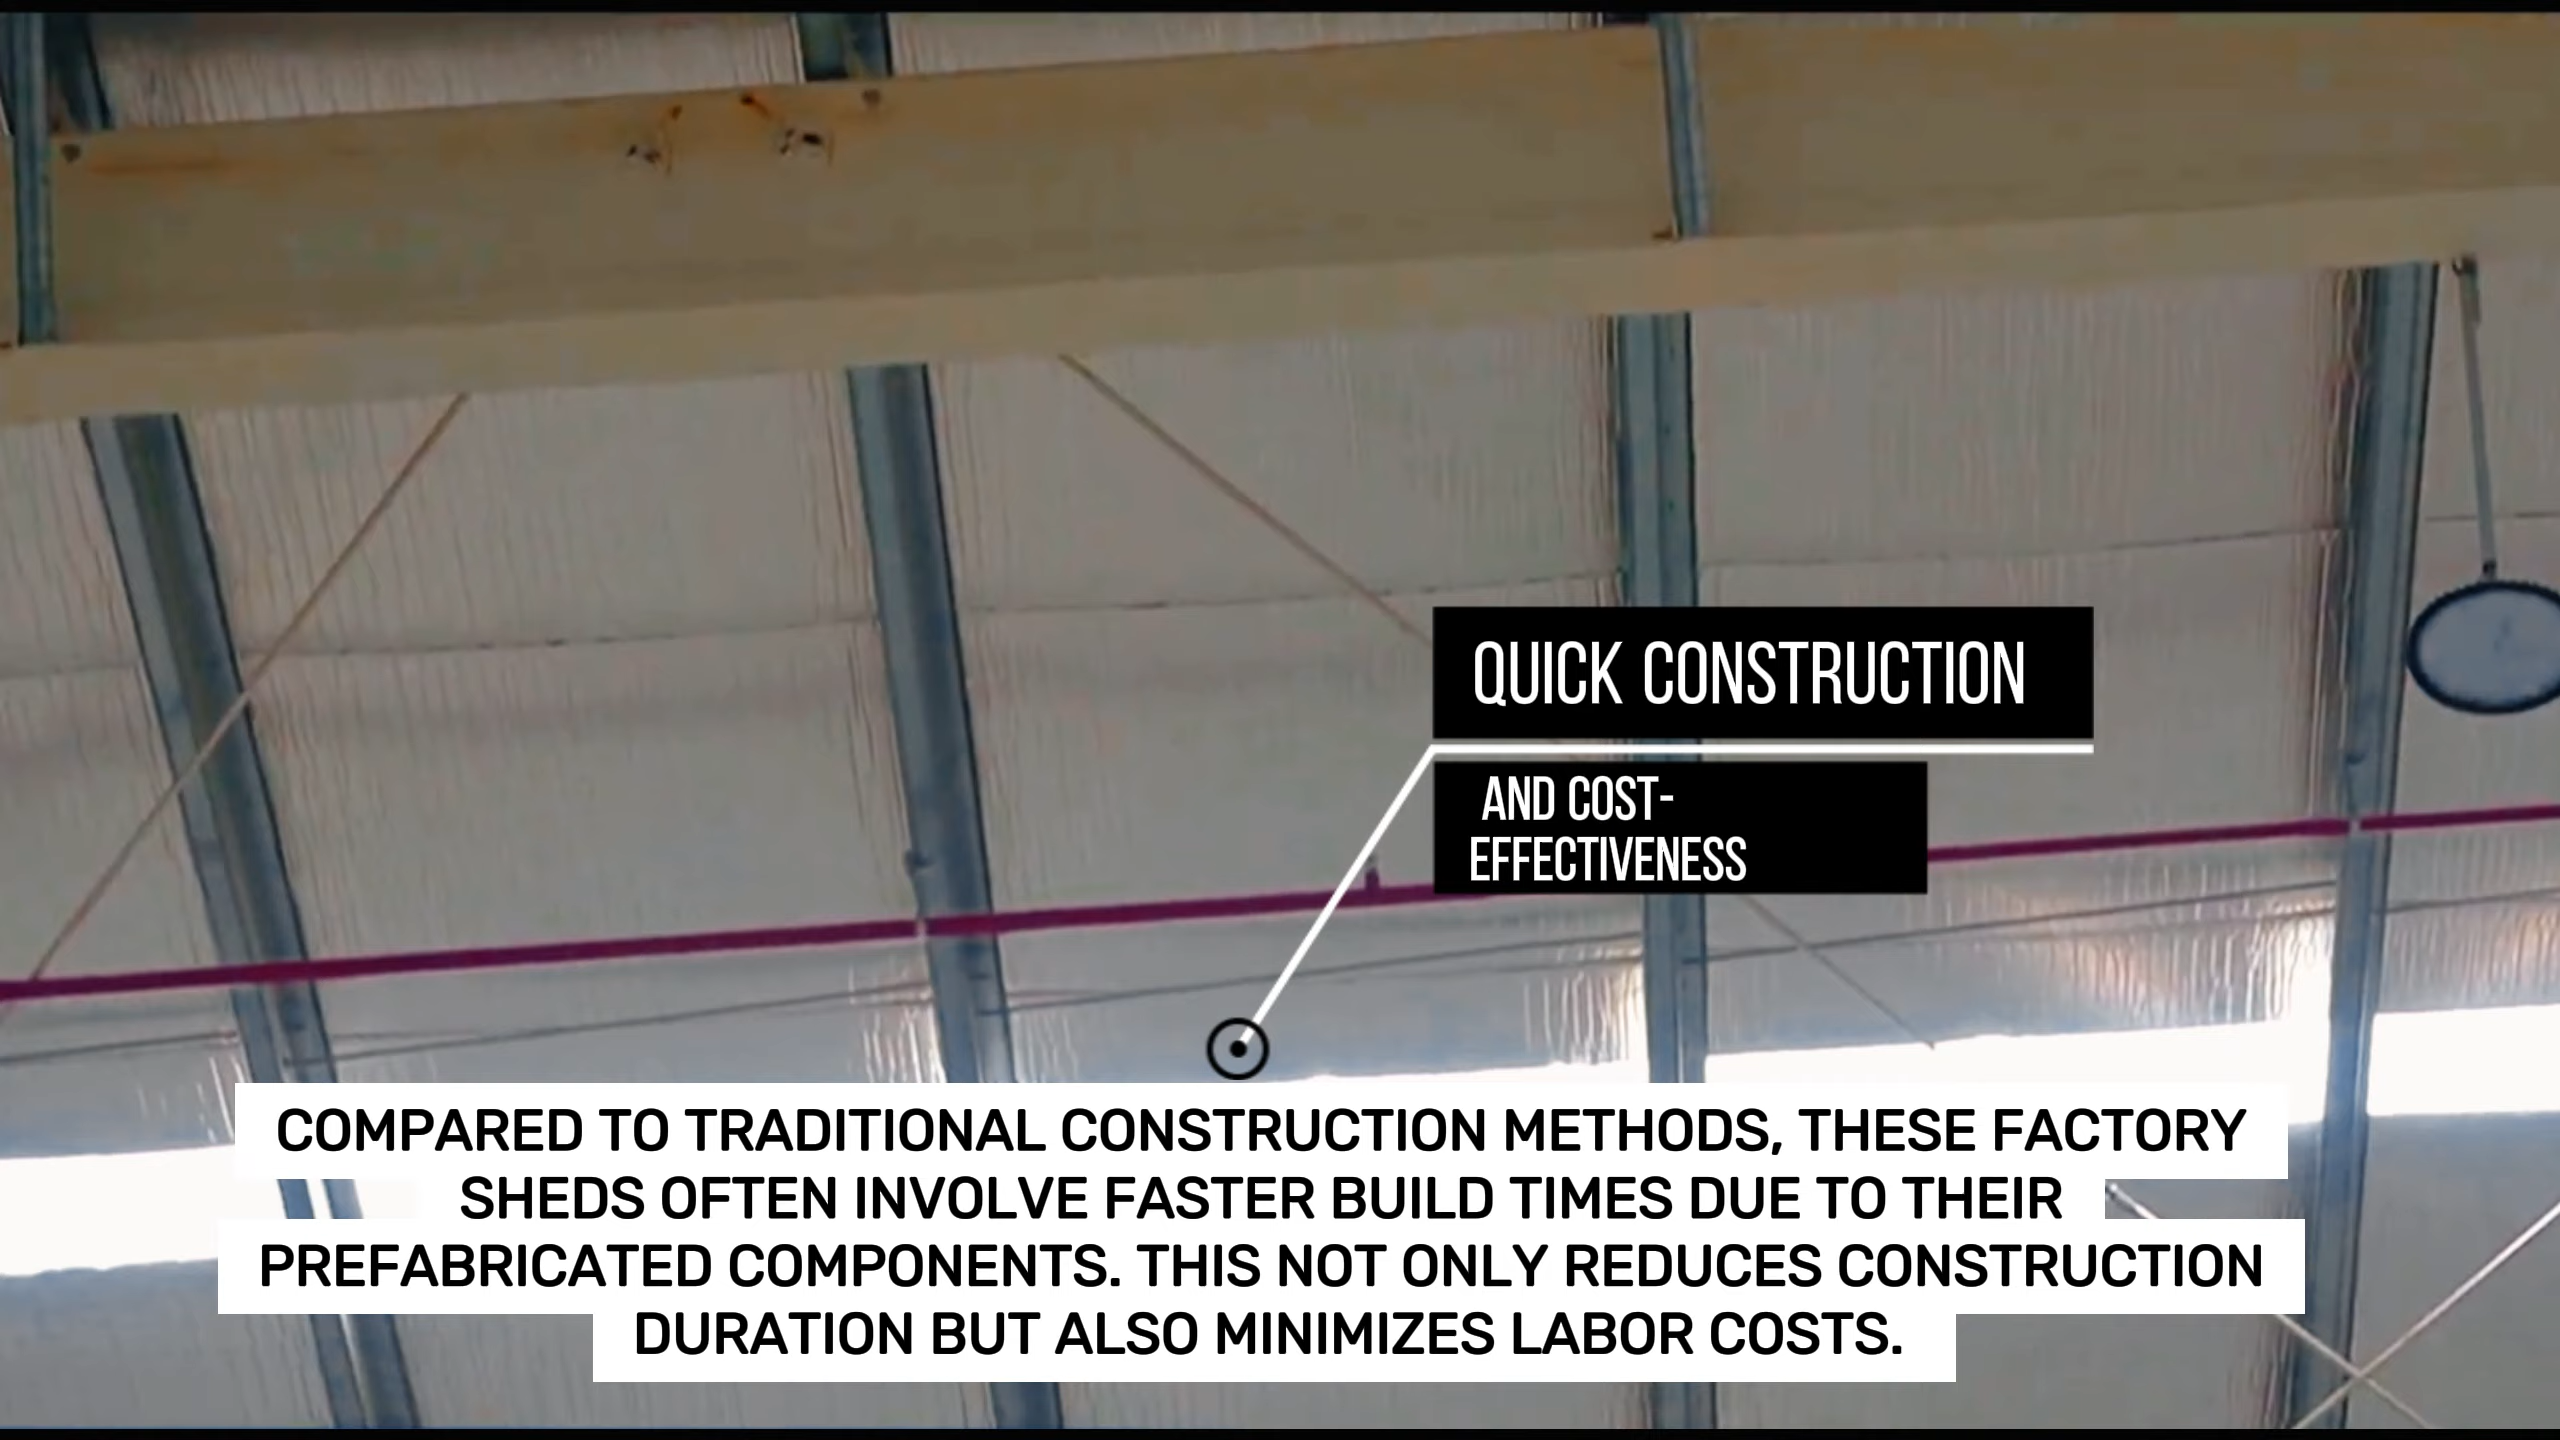 QUICK CONSTRUCTION
AND COST-
EFFECTIVENESS
COMPARED TO TRADITIONAL CONSTRUCTION METHODS, THESE FACTORY
SHEDS OFTEN INVOLVE FASTER BUILD TIMES DUE TO THEIR
PREFABRICATED COMPONENTS. THIS NOT ONLY REDUCES CONSTRUCTION
DURATION BUT ALSO MINIMIZES LABOR COSTS.